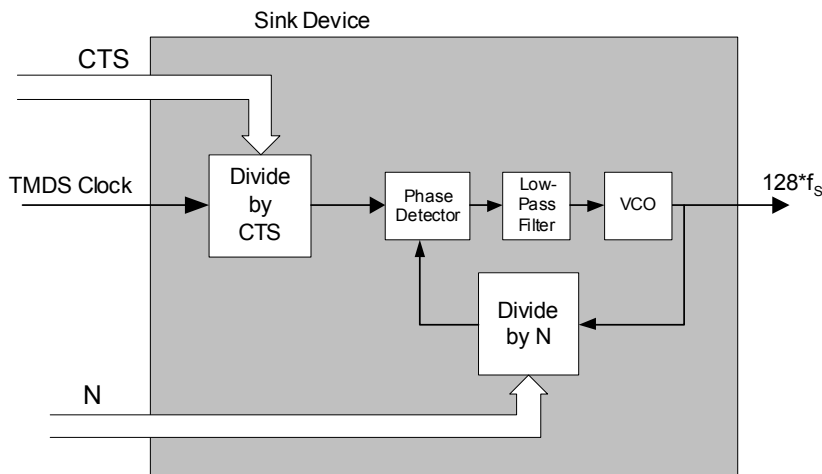 Sink Device
CTS
TMDS Clock
Divide
by
CTS
Phase
Detector
Low-
Pass
Filter
VCO
128*fS
Divide
by N
N